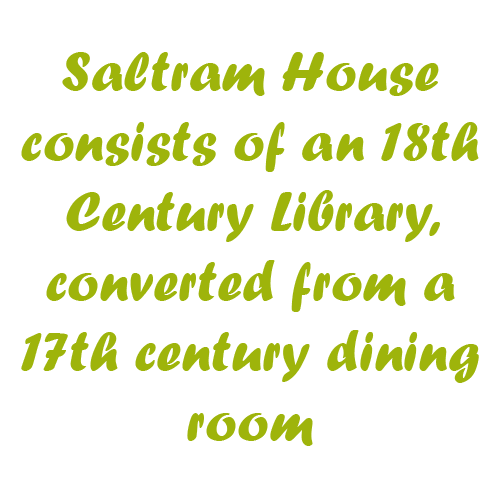 Saltram House
consists of an 18th
Century Library,
converted from a
17th century dining
room